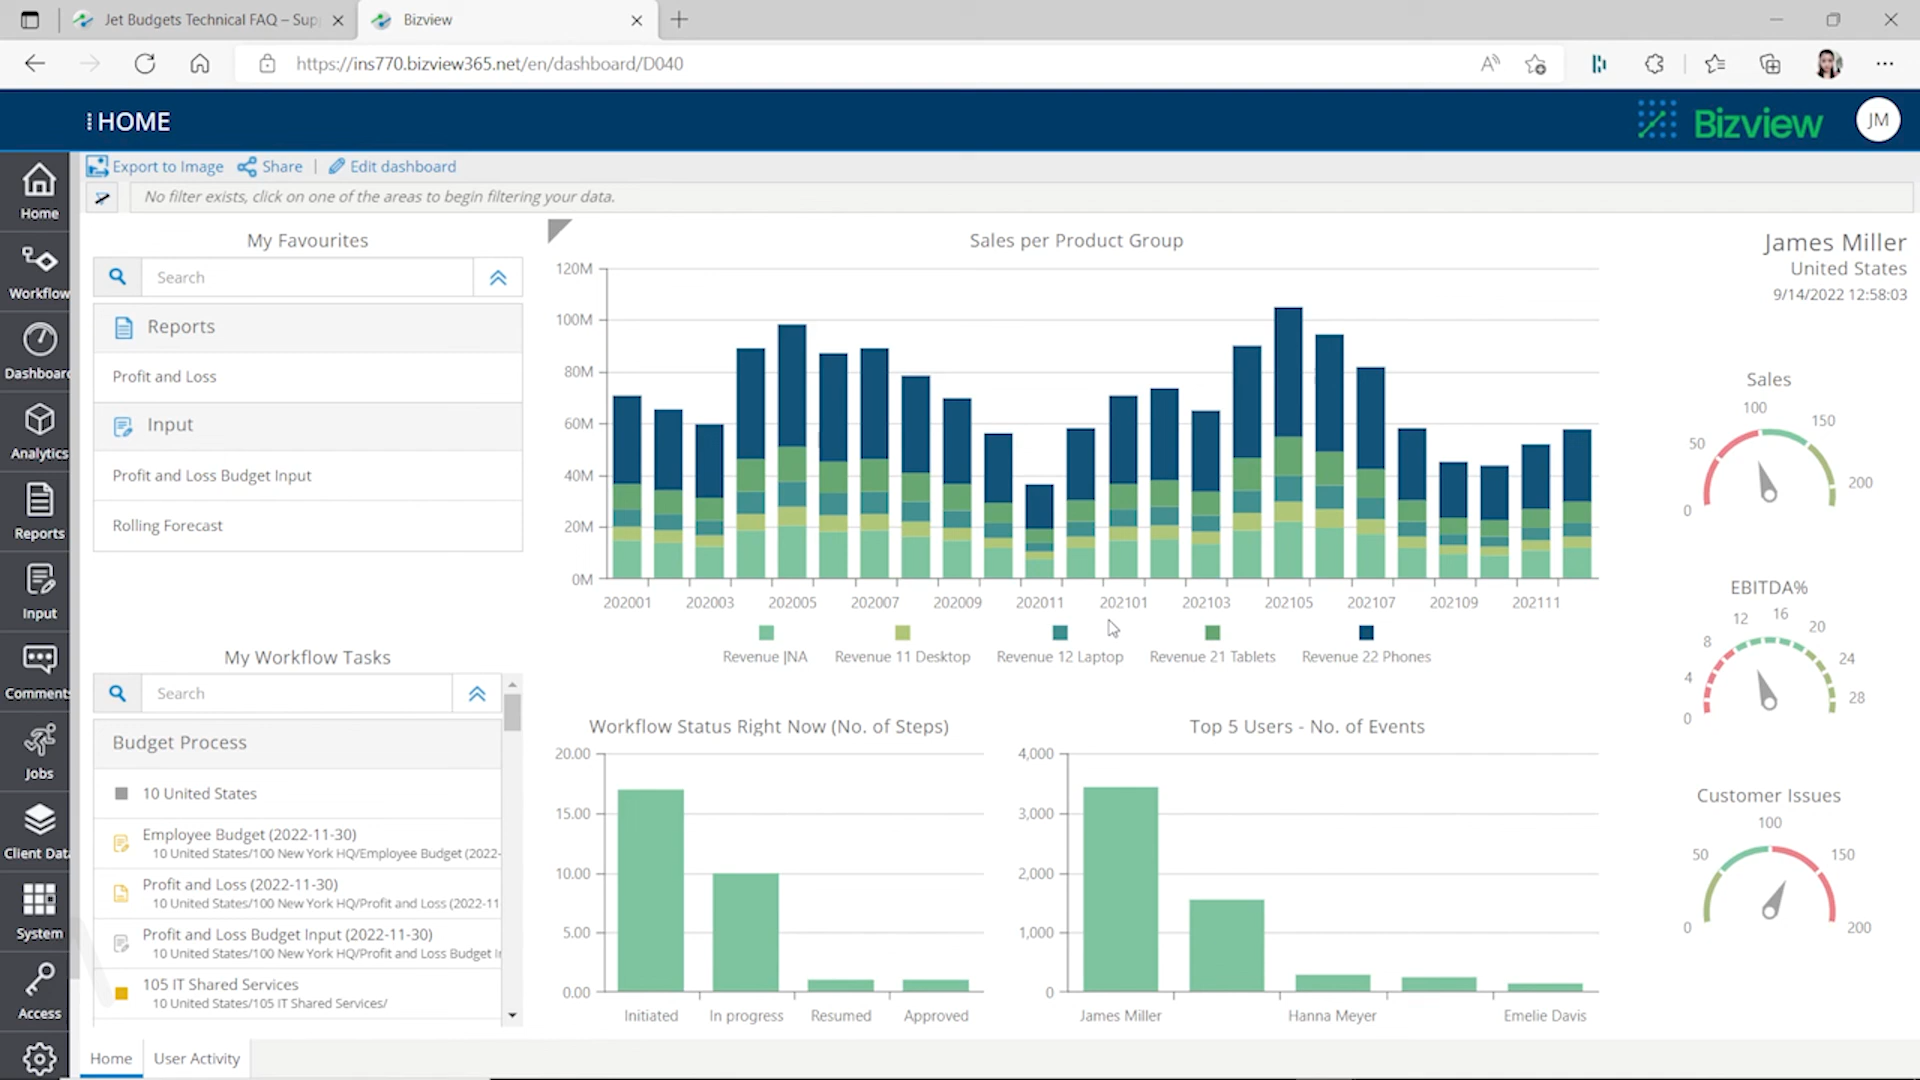 Jet Budgets Technical FAQ – Sup
Bizview
https://ins770.bizview365.net/en/dashboard/D040
HOME
Bizview
JM
Export to Image
Share
Edit dashboard
No filter exists, click on one of the areas to begin filtering your data.
Home
Workflow
Dashboard
Analytics
Reports
Input
Comments
Jobs
Client Data
System
Access
My Favourites
Search
Reports
Profit and Loss
Input
Profit and Loss Budget Input
Rolling Forecast
My Workflow Tasks
Search
Budget Process
10 United States
Employee Budget (2022-11-30)
10 United States/100 New York HQ/Employee Budget (2022-
Profit and Loss (2022-11-30)
10 United States/100 New York HQ/Profit and Loss (2022-11
Profit and Loss Budget Input (2022-11-30)
10 United States/100 New York HQ/Profit and Loss Budget I
105 IT Shared Services
10 United States/105 IT Shared Services/
Sales per Product Group
120M
100M
80M
60M
40M
20M
0M
202001 202003 202005 202007 202009 202011 202101 202103 202105 202107 202109 202111
Revenue JNA Revenue 11 Desktop Revenue 12 Laptop Revenue 21 Tablets Revenue 22 Phones
Workflow Status Right Now (No. of Steps)
20.00
15.00
10.00
5.00
0.00
Initiated In progress Resumed Approved
Top 5 Users - No. of Events
4,000
3,000
2,000
1,000
0
James Miller Hanna Meyer Emelie Davis
James Miller
United States
9/14/2022 12:58:03
Sales
0 50 100 150 200
EBITDA%
0 4 8 12 16 20 24 28
Customer Issues
0 50 100 150 200
Home User Activity